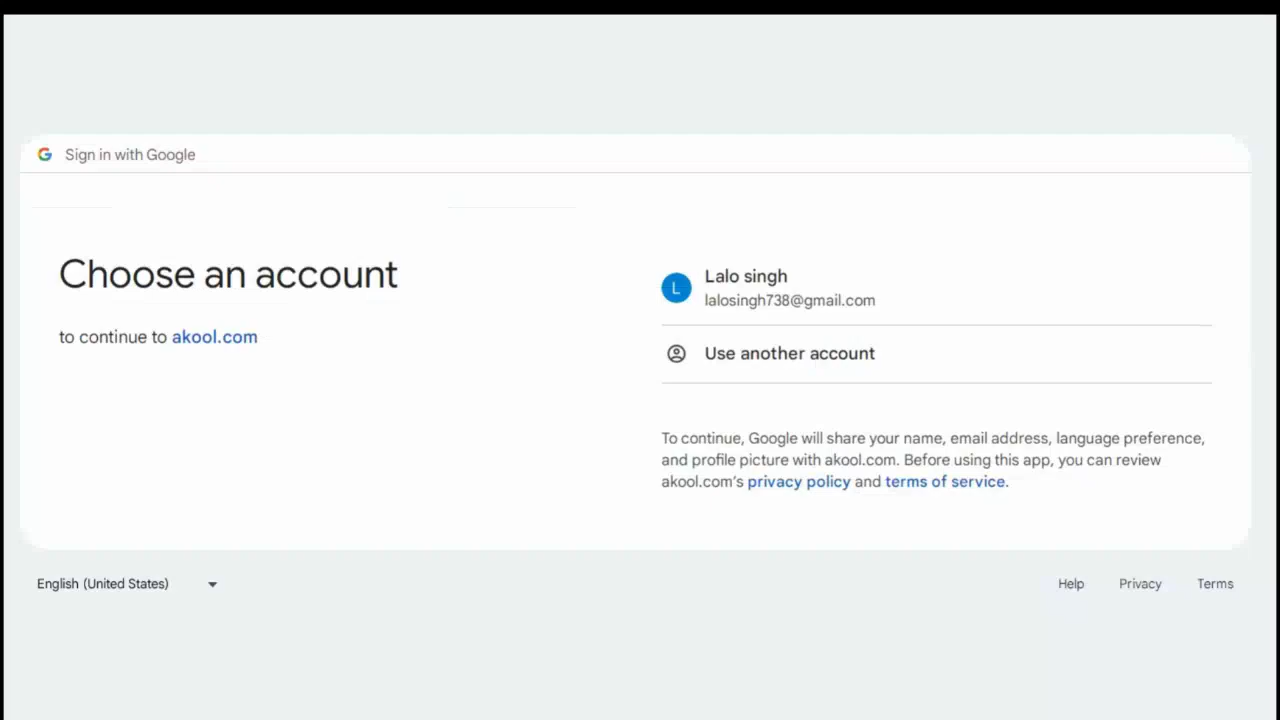 Sign in with Google
Choose an account
to continue to akool.com
L
Lalo singh
lalosingh738@gmail.com
Use another account
To continue, Google will share your name, email address, language preference,
and profile picture with akool.com. Before using this app, you can review
akool.com's privacy policy and terms of service.
English (United States)
Help
Privacy
Terms